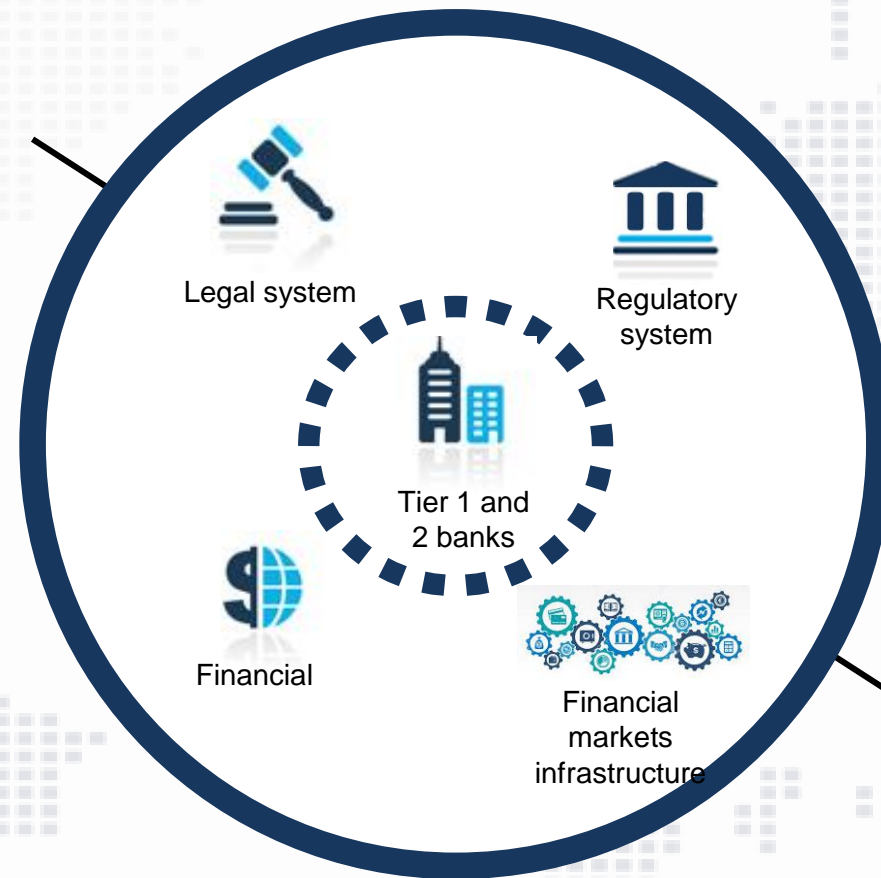 Legal system
Regulatory
system
Tier 1 and
2 banks
Financial
Financial
markets
infrastructure